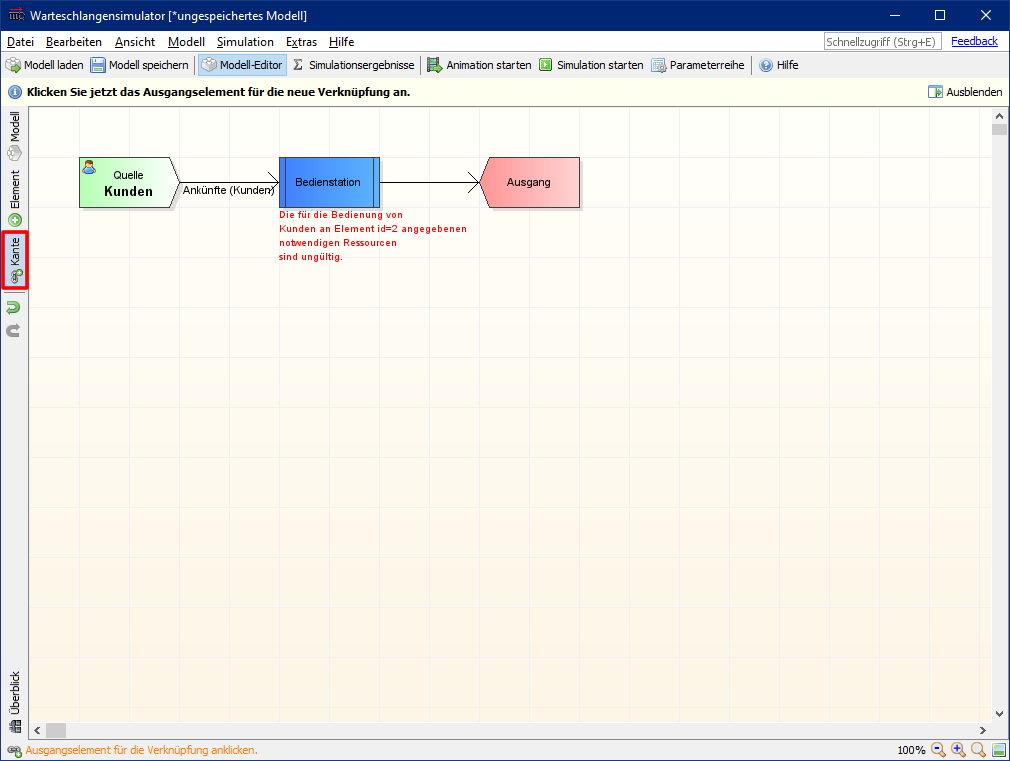 Warteschlangensimulator [*ungespeichertes Modell]
Datei Bearbeiten Ansicht Modell Simulation Extras Hilfe Schnellzugriff (Strg+E) Feedback
Modell laden Modell speichern Modell-Editor Σ Simulationsergebnisse Animation starten Simulation starten Parameterreihe Hilfe
Klicken Sie jetzt das Ausgangselement für die neue Verknüpfung an. Ausblenden
Modell
Element
Kante
Überblick
Quelle
Kunden
Ankünfte (Kunden)
Bedienstation
Ausgang
Die für die Bedienung von
Kunden an Element id=2 angegebenen
notwendigen Ressourcen
sind ungültig.
Ausgangselement für die Verknüpfung anklicken. 100%